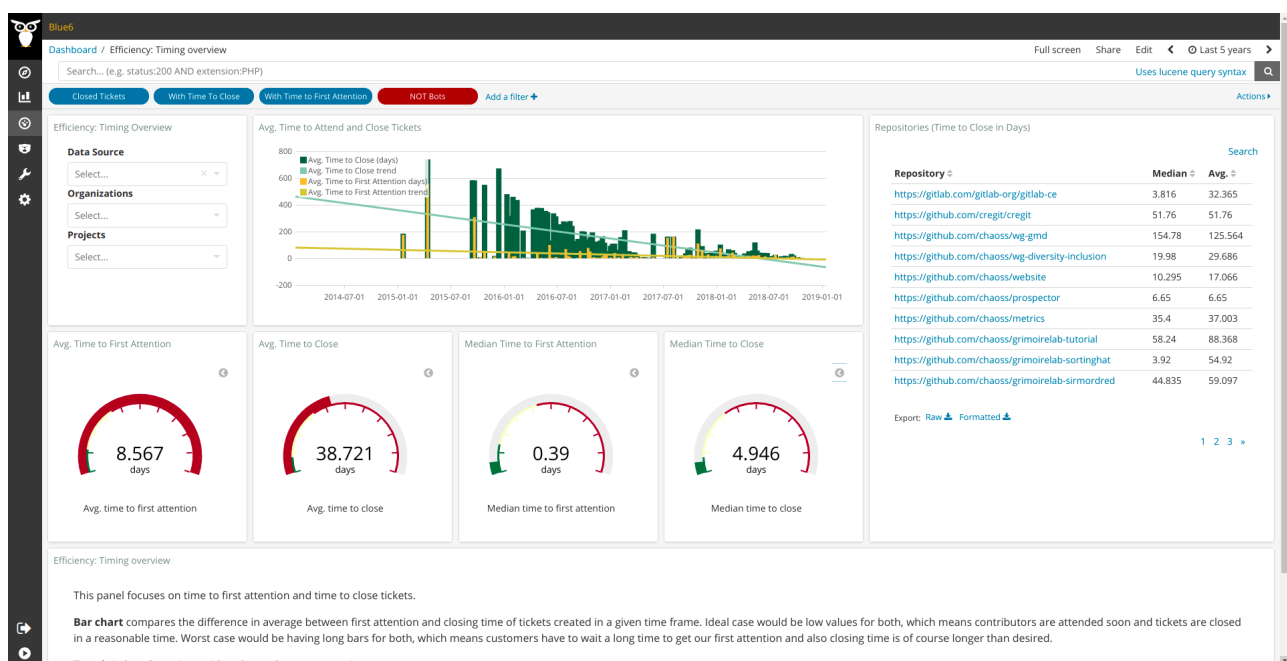 Blue6
Dashboard / Efficiency: Timing overview
Full screen Share Edit Last 5 years
Search... (e.g. status:200 AND extension:PHP)
Uses lucene query syntax
Closed Tickets With Time To Close With Time to First Attention NOT Bots Add a filter +
Actions
Efficiency: Timing Overview
Data Source
Select...
Organizations
Select...
Projects
Select...
Avg. Time to Attend and Close Tickets
Avg. Time to Close (days)
Avg. Time to Close trend
Avg. Time to First Attention days)
Avg. Time to First Attention trend
800
600
400
200
0
-200
2014-07-01 2015-01-01 2015-07-01 2016-01-01 2016-07-01 2017-01-01 2017-07-01 2018-01-01 2018-07-01 2019-01-01
Repositories (Time to Close in Days)
Search
Repository Median Avg.
https://gitlab.com/gitlab-org/gitlab-ce 3.816 32.365
https://github.com/cregit/cregit 51.76 51.76
https://github.com/chaoss/wg-gmd 154.78 125.564
https://github.com/chaoss/wg-diversity-inclusion 19.98 29.686
https://github.com/chaoss/website 10.295 17.066
https://github.com/chaoss/prospector 6.65 6.65
https://github.com/chaoss/metrics 35.4 37.003
https://github.com/chaoss/grimoirelab-tutorial 58.24 88.368
https://github.com/chaoss/grimoirelab-sortinghat 3.92 54.92
https://github.com/chaoss/grimoirelab-sirmordred 44.835 59.097
Export: Raw Formatted
1 2 3 »
Avg. Time to First Attention
8.567
days
Avg. time to first attention
Avg. Time to Close
38.721
days
Avg. time to close
Median Time to First Attention
0.39
days
Median time to first attention
Median Time to Close
4.946
days
Median time to close
Efficiency: Timing overview
This panel focuses on time to first attention and time to close tickets.
Bar chart compares the difference in average between first attention and closing time of tickets created in a given time frame. Ideal case would be low values for both, which means contributors are attended soon and tickets are closed
in a reasonable time. Worst case would be having long bars for both, which means customers have to wait a long time to get our first attention and also closing time is of course longer than desired.